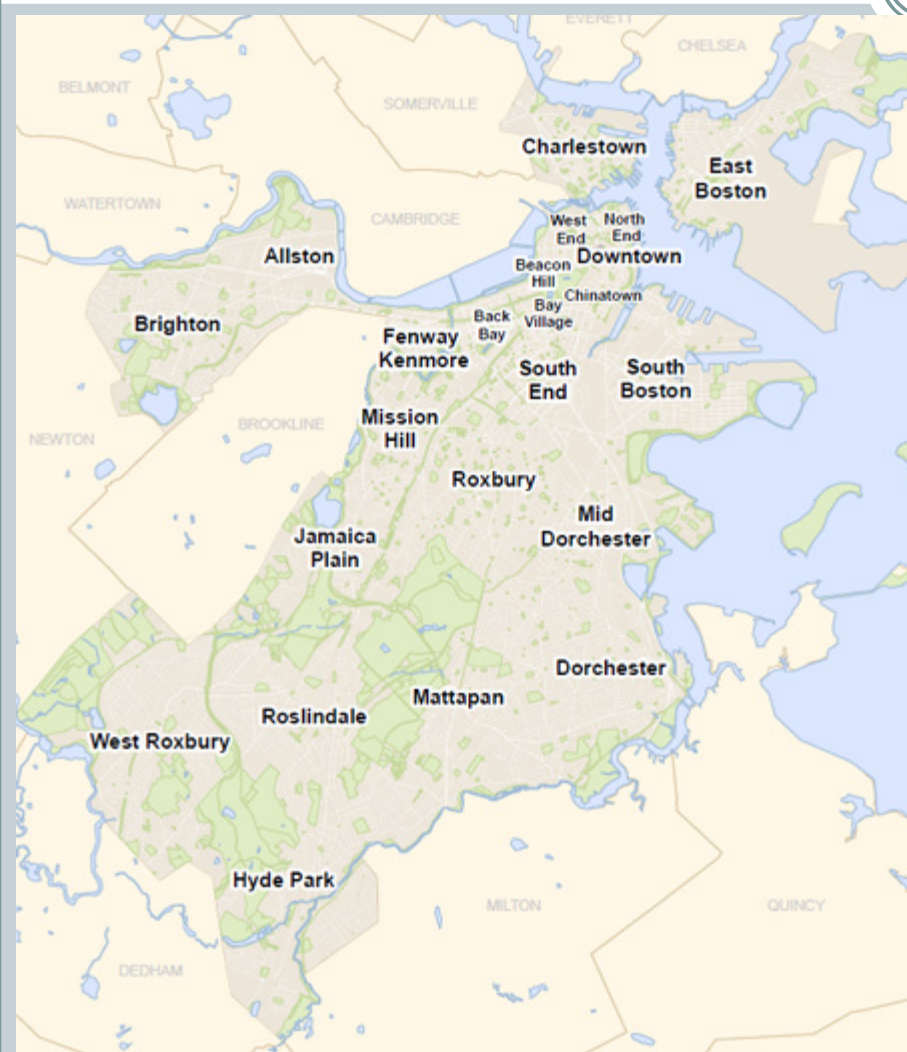 EVERETT
CHELSEA
BELMONT
SOMERVILLE
Charlestown
East
Boston
WATERTOWN
CAMBRIDGE
West
End
North
End
Allston
Downtown
Beacon
Hill
Chinatown
Bay
Village
Back
Bay
Brighton
Fenway
Kenmore
South
End
South
Boston
Mission
Hill
BROOKLINE
NEWTON
Roxbury
Mid
Dorchester
Jamaica
Plain
Dorchester
Mattapan
Roslindale
West Roxbury
Hyde Park
MILTON
QUINCY
DEDHAM